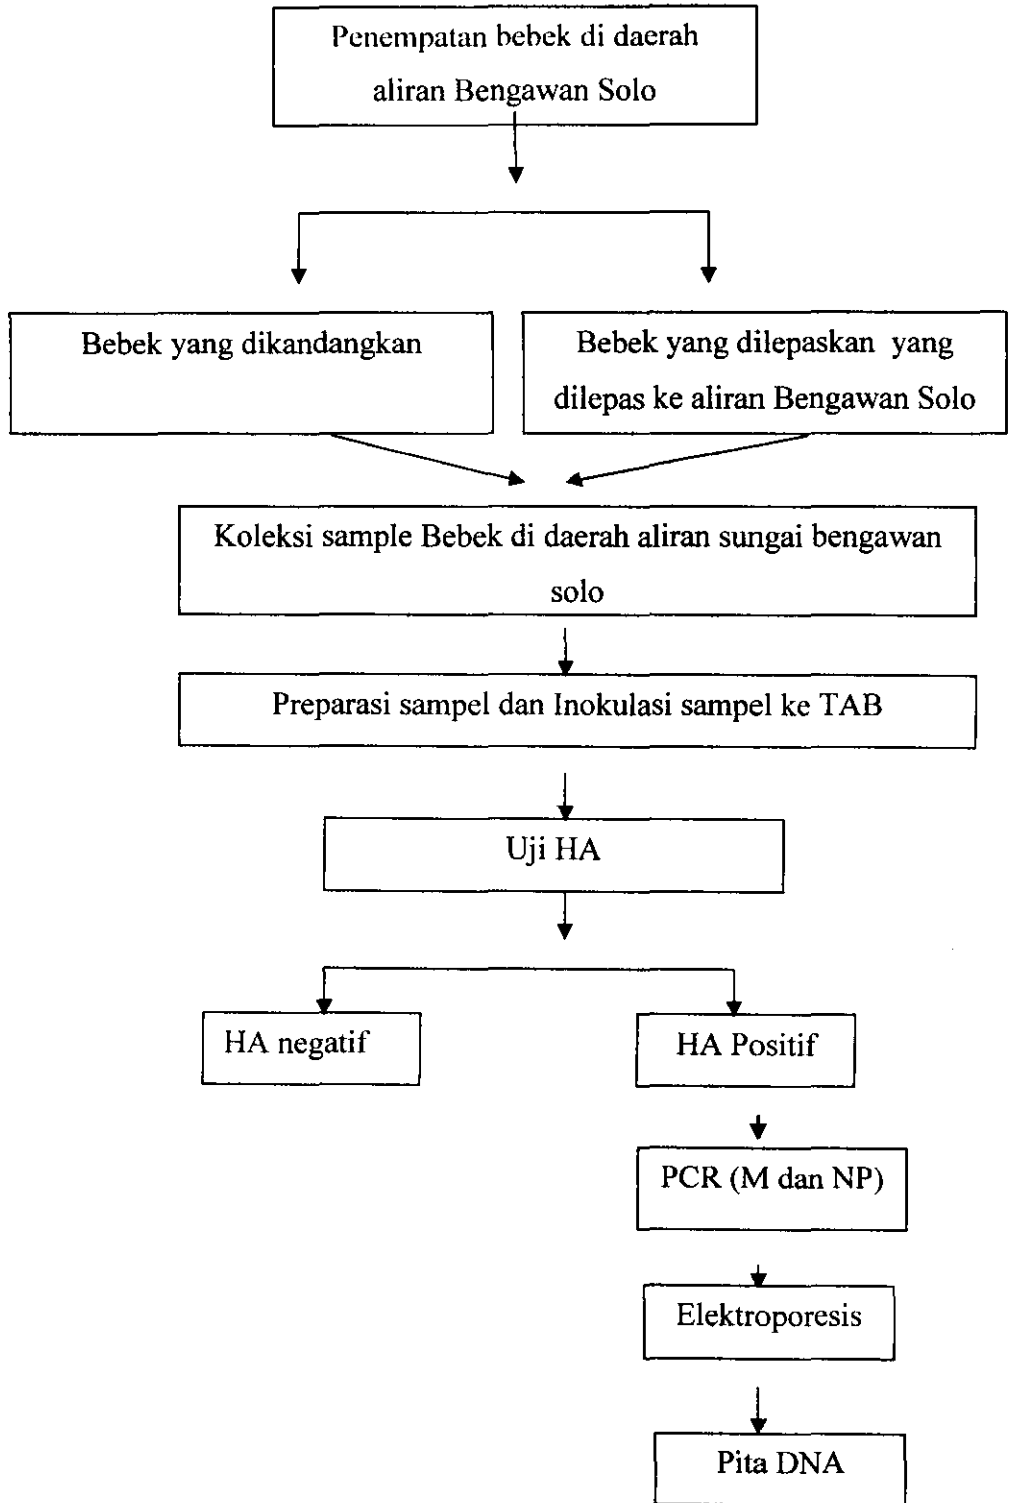 Penempatan bebek di daerah
aliran Bengawan Solo
Bebek yang dikandangkan
Bebek yang dilepaskan yang
dilepas ke aliran Bengawan Solo
Koleksi sample Bebek di daerah aliran sungai bengawan
solo
Preparasi sampel dan Inokulasi sampel ke TAB
Uji HA
HA negatif
HA Positif
PCR (M dan NP)
Elektroporesis
Pita DNA